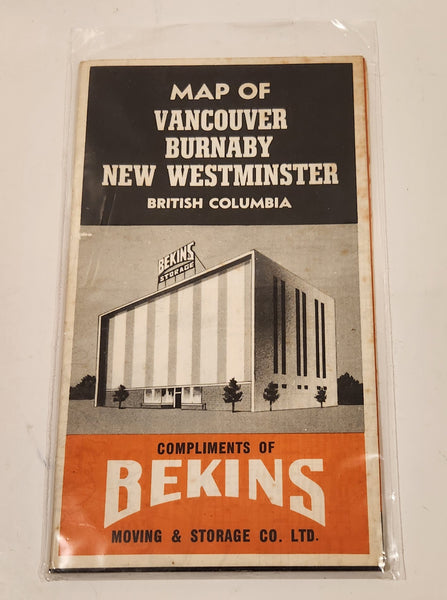 MAP OF
VANCOUVER
BURNABY
NEW WESTMINSTER
BRITISH COLUMBIA
BEKINS
STORAGE
COMPLIMENTS OF
BEKINS
MOVING & STORAGE CO. LTD.